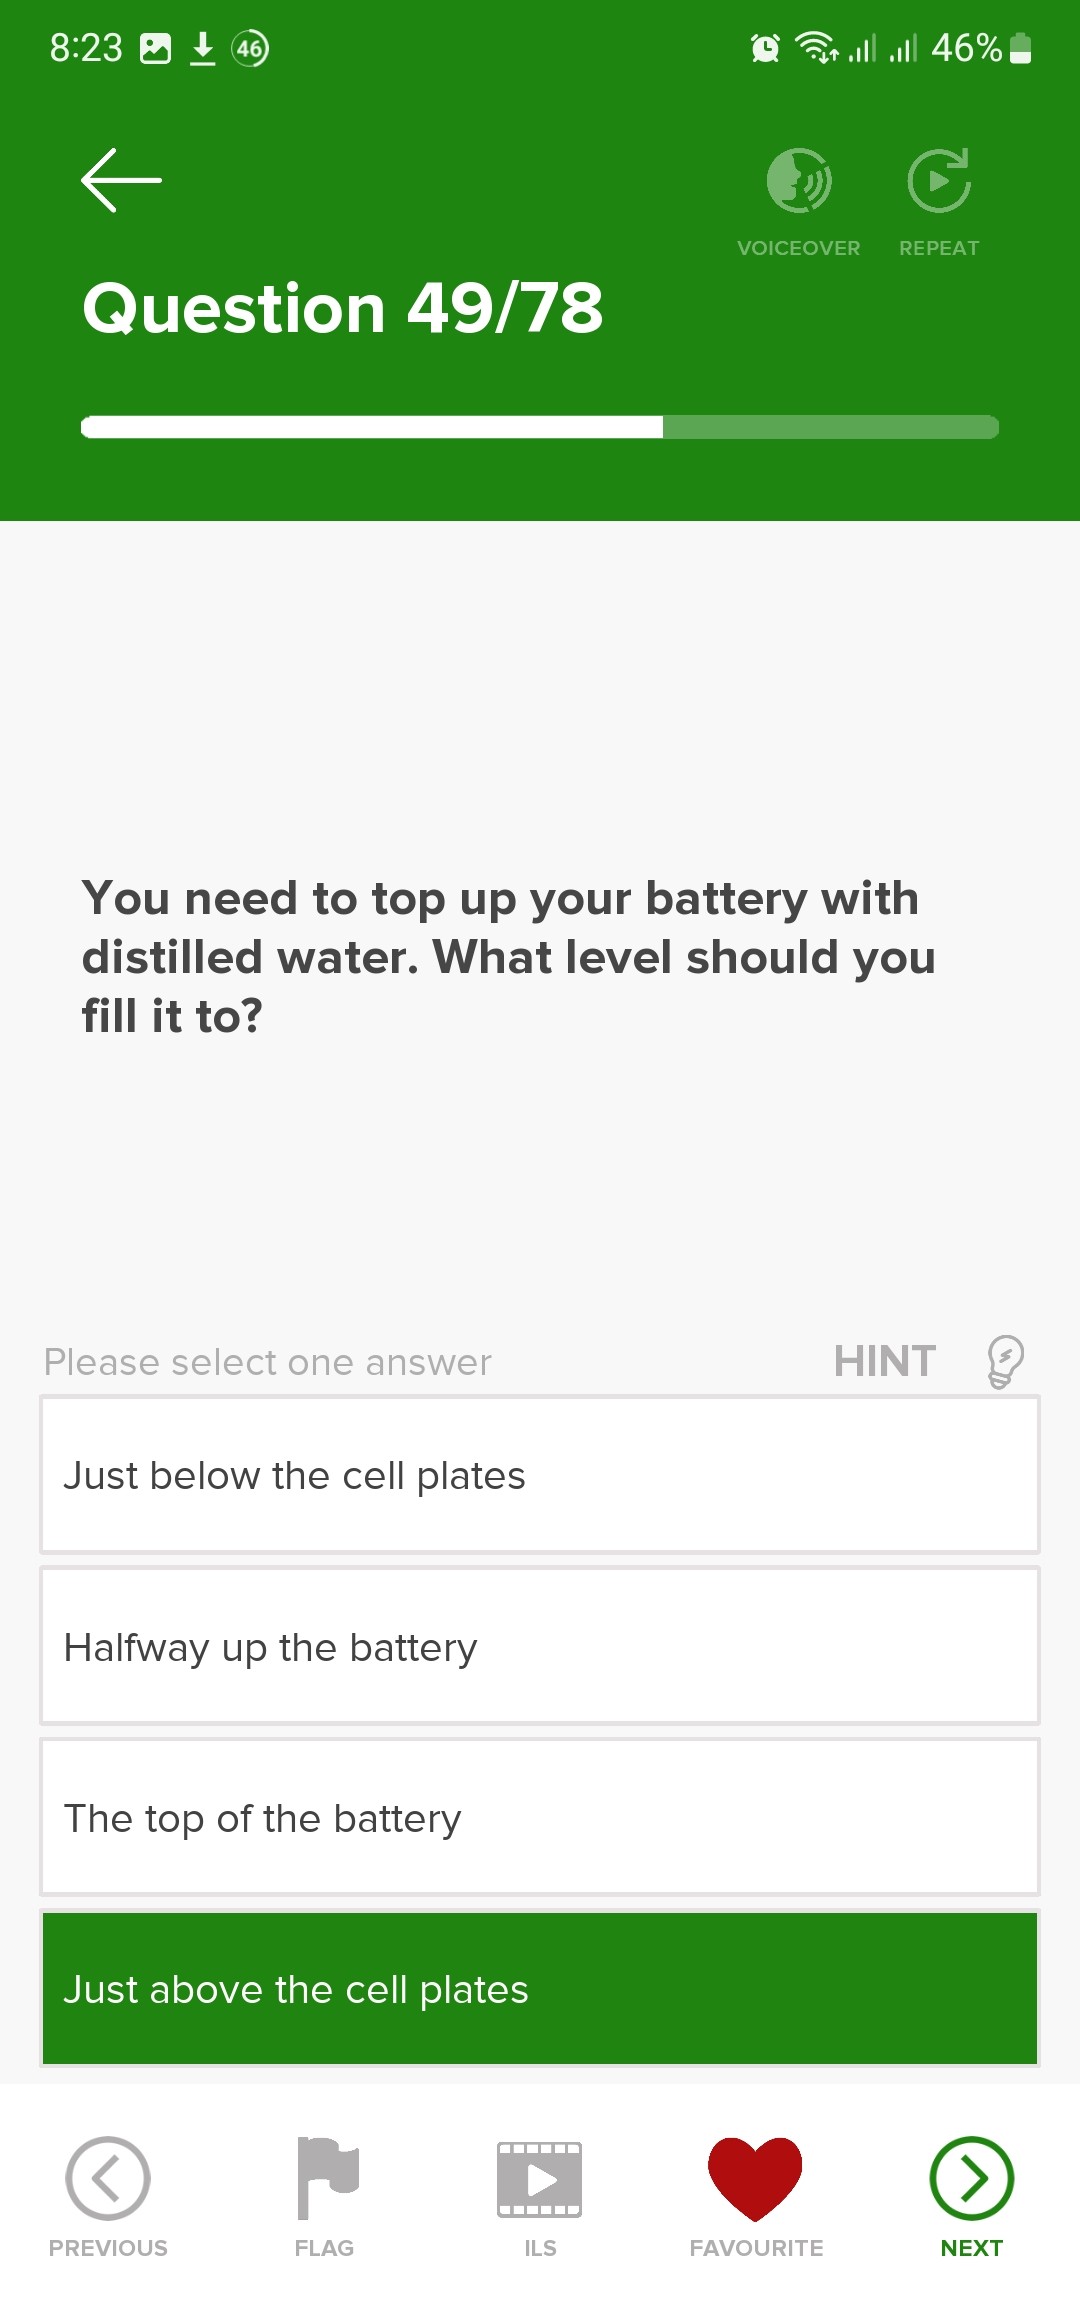 8:23 46 46%
VOICEOVER REPEAT
Question 49/78
You need to top up your battery with
distilled water. What level should you
fill it to?
Please select one answer HINT
Just below the cell plates
Halfway up the battery
The top of the battery
Just above the cell plates
PREVIOUS FLAG ILS FAVOURITE NEXT